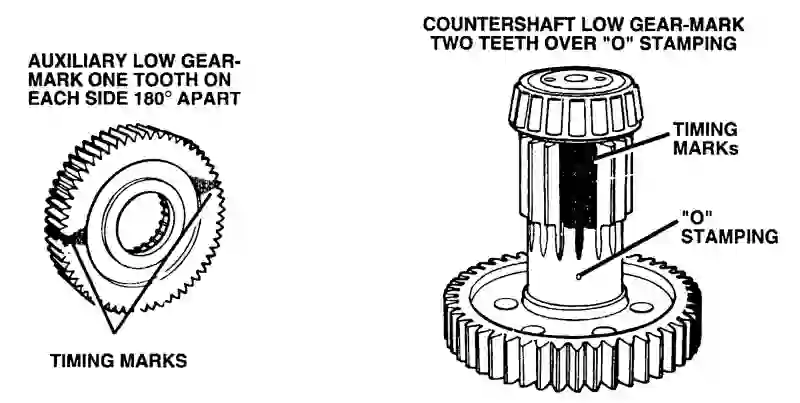 AUXILIARY LOW GEAR-
MARK ONE TOOTH ON
EACH SIDE 180° APART
TIMING MARKS
COUNTERSHAFT LOW GEAR-MARK
TWO TEETH OVER "O" STAMPING
TIMING
MARKs
"O"
STAMPING